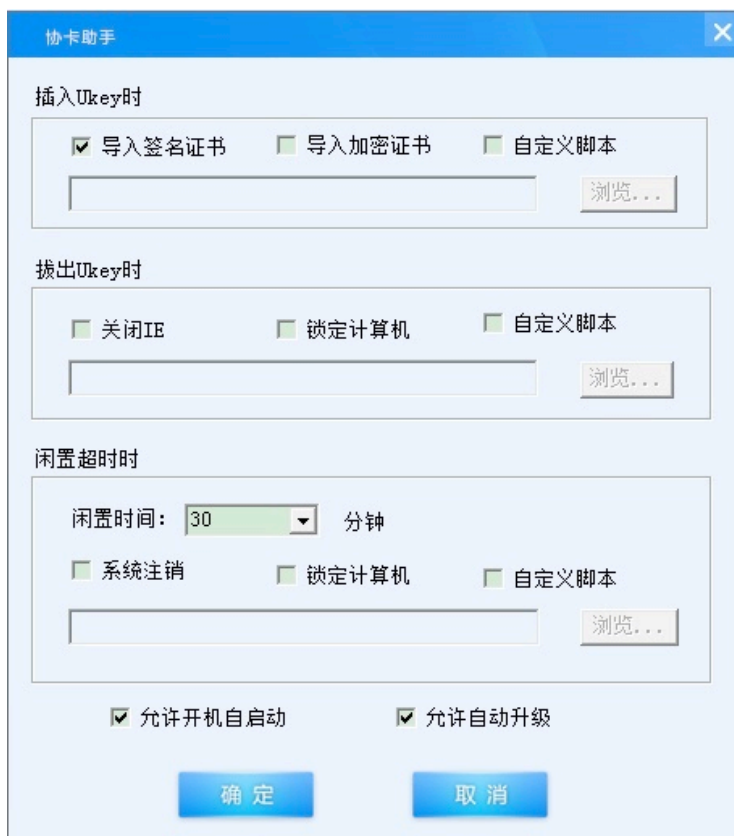 协卡助手
插入Ukey时
导入签名证书 导入加密证书 自定义脚本
浏览...
拔出Ukey时
关闭IE 锁定计算机 自定义脚本
浏览...
闲置超时时
闲置时间： 30 分钟
系统注销 锁定计算机 自定义脚本
浏览...
允许开机自启动 允许自动升级
确定 取消